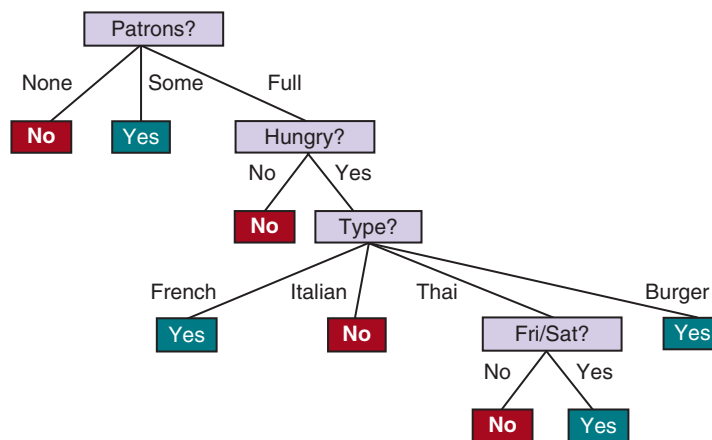 Patrons?
None Some Full
No Yes Hungry?
No Yes
No Type?
French Italian Thai Burger
Yes No Fri/Sat? Yes
No Yes
No Yes